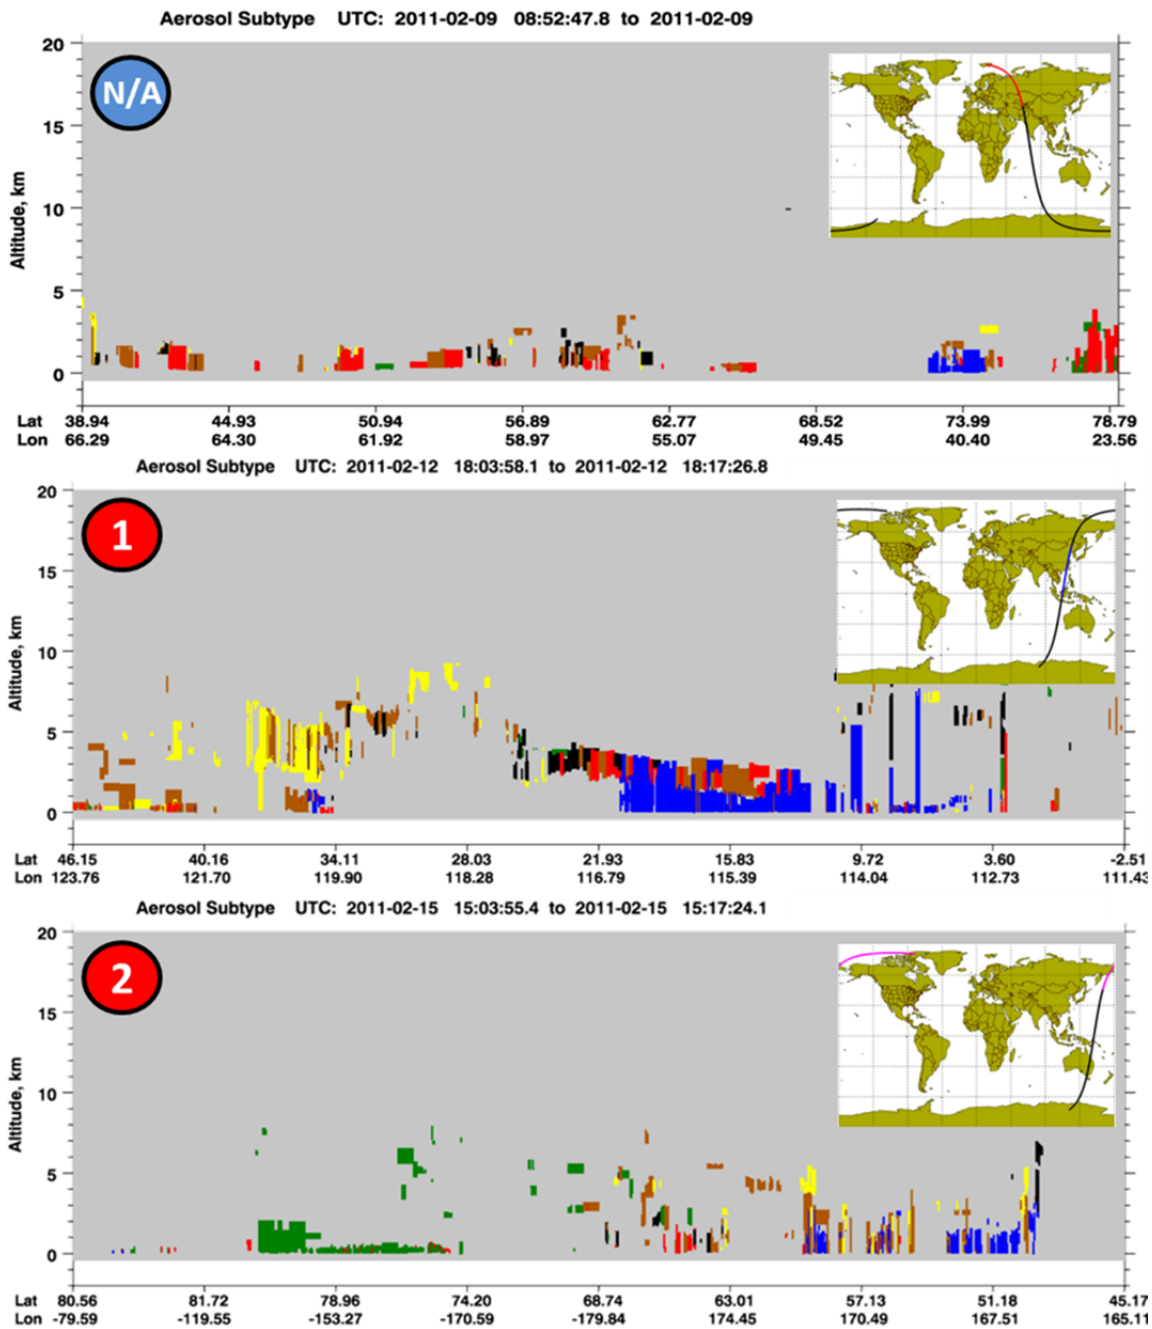 Aerosol Subtype UTC: 2011-02-09 08:52:47.8 to 2011-02-09
N/A
Altitude, km
20
15
10
5
0
Lat 38.94 44.93 50.94 56.89 62.77 68.52 73.99 78.79
Lon 66.29 64.30 61.92 58.97 55.07 49.45 40.40 23.56
Aerosol Subtype UTC: 2011-02-12 18:03:58.1 to 2011-02-12 18:17:26.8
1
Altitude, km
20
15
10
5
0
Lat 46.15 40.16 34.11 28.03 21.93 15.83 9.72 3.60 -2.51
Lon 123.76 121.70 119.90 118.28 116.79 115.39 114.04 112.73 111.43
Aerosol Subtype UTC: 2011-02-15 15:03:55.4 to 2011-02-15 15:17:24.1
2
Altitude, km
20
15
10
5
0
Lat 80.56 81.72 78.96 74.20 68.74 63.01 57.13 51.18 45.17
Lon -79.59 -119.55 -153.27 -170.59 -179.84 174.45 170.49 167.51 165.11